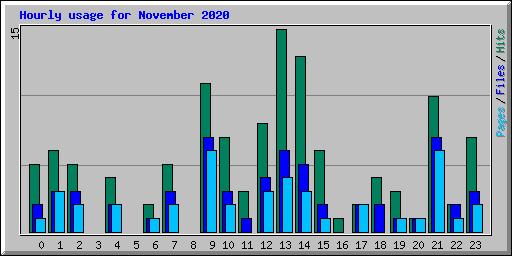 Hourly usage for November 2020
15
Pages / Files / Hits
0 1 2 3 4 5 6 7 8 9 10 11 12 13 14 15 16 17 18 19 20 21 22 23